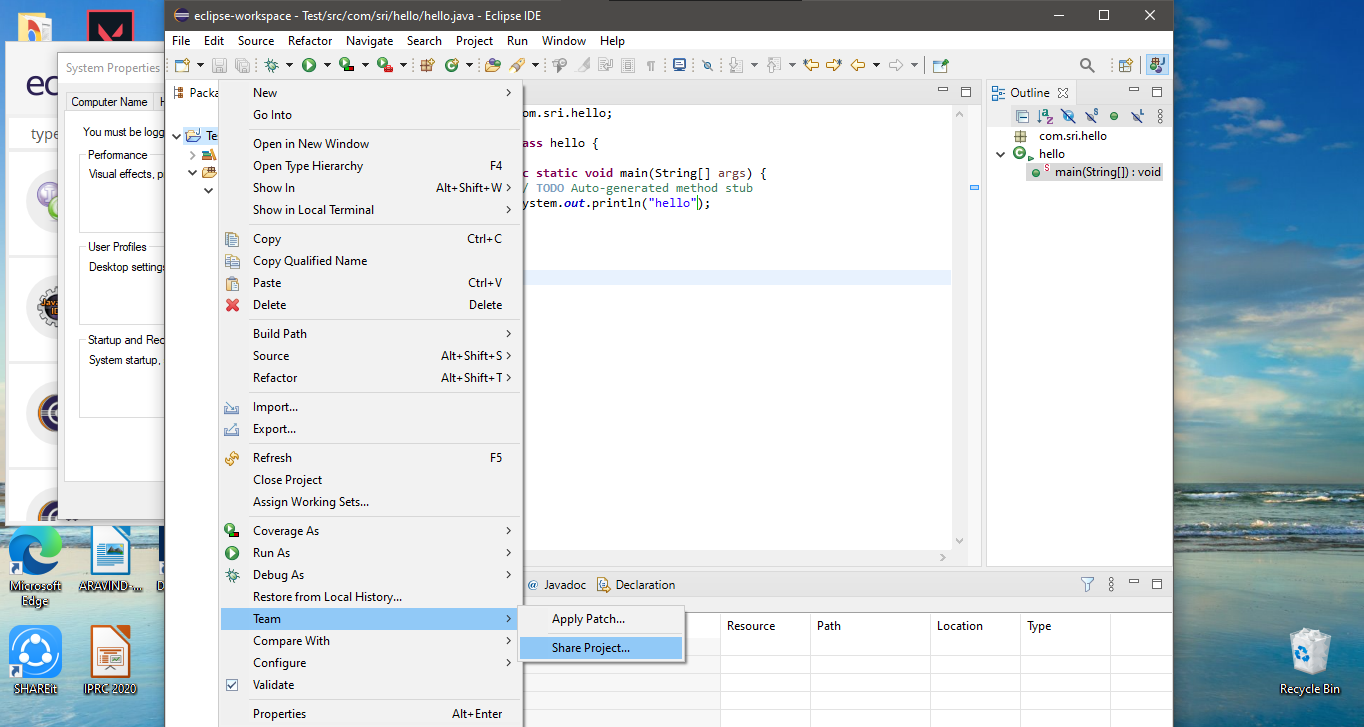 eclipse-workspace - Test/src/com/sri/hello/hello.java - Eclipse IDE
File Edit Source Refactor Navigate Search Project Run Window Help
System Properties
Computer Name
You must be logg
Performance
Visual effects, p
User Profiles
Desktop settings
Startup and Rec
System startup,
ec
type
Packa
Te
New
Go Into
Open in New Window
Open Type Hierarchy F4
Show In Alt+Shift+W
Show in Local Terminal
Copy Ctrl+C
Copy Qualified Name
Paste Ctrl+V
Delete Delete
Build Path
Source Alt+Shift+S
Refactor Alt+Shift+T
Import...
Export...
Refresh F5
Close Project
Assign Working Sets...
Coverage As
Run As
Debug As
Restore from Local History...
Team
Compare With
Configure
Validate
Properties Alt+Enter
Apply Patch...
Share Project...
om.sri.hello;
ass hello {
c static void main(String[] args) {
/ TODO Auto-generated method stub
ystem.out.println("hello");
Outline
com.sri.hello
hello
main(String[]) : void
@ Javadoc Declaration
Resource Path Location Type
Microsoft
Edge
ARAVIND-...
D
SHAREit
IPRC 2020
Recycle Bin